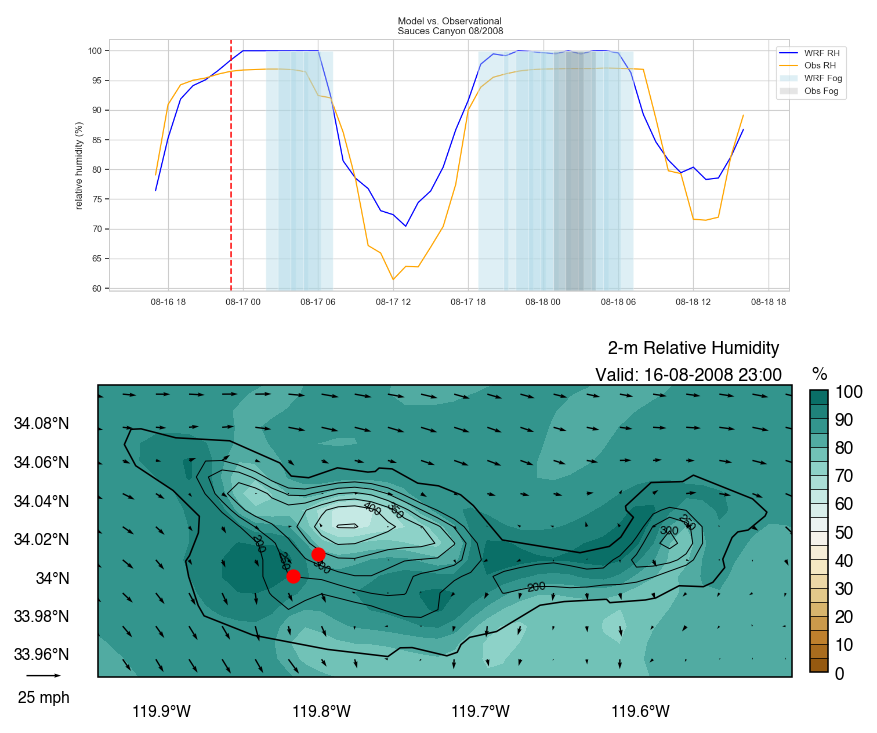 Model vs. Observational
Sauces Canyon 08/2008
relative humidity (%)
100
95
90
85
80
75
70
65
60
08-16 18
08-17 00
08-17 06
08-17 12
08-17 18
08-18 00
08-18 06
08-18 12
08-18 18
WRF RH
Obs RH
WRF Fog
Obs Fog
2-m Relative Humidity
Valid: 16-08-2008 23:00
%
100
90
80
70
60
50
40
30
20
10
0
34.08°N
34.06°N
34.04°N
34.02°N
34°N
33.98°N
33.96°N
25 mph
119.9°W
119.8°W
119.7°W
119.6°W
400
300
200
200